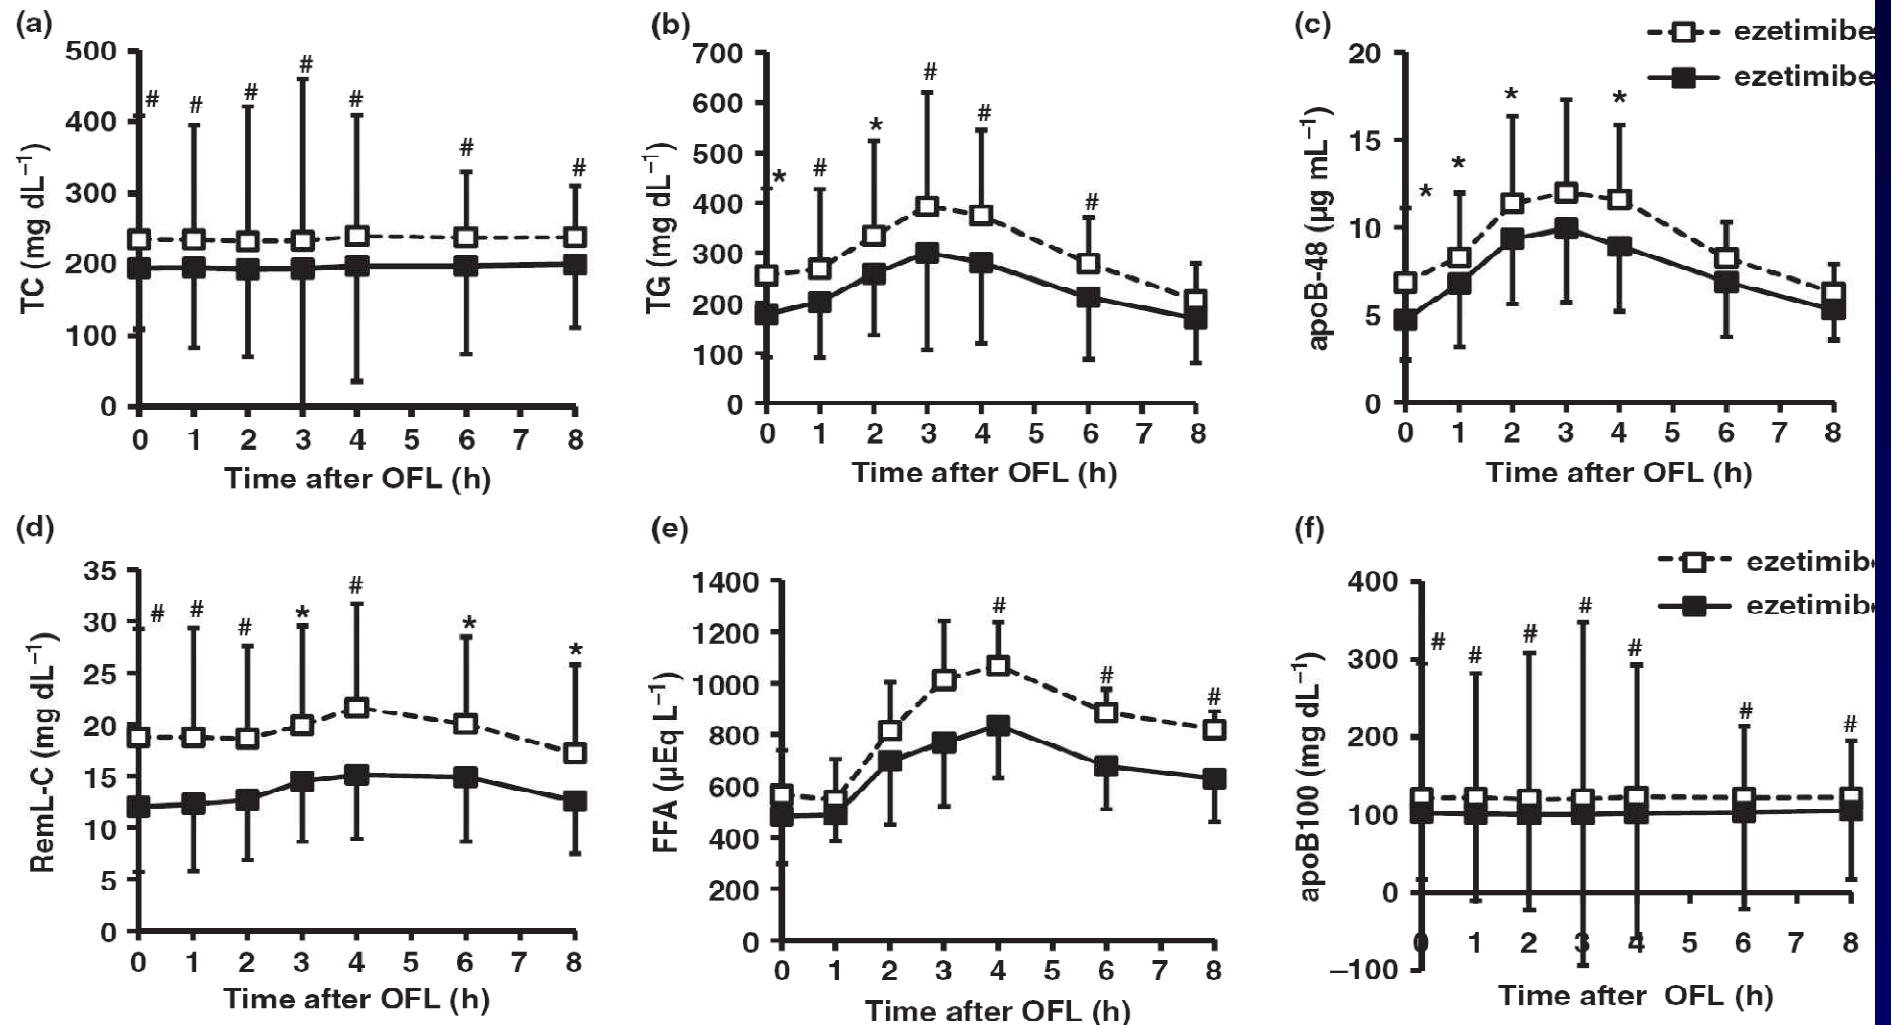 (a)
500
400
300
200
100
0
TC (mg dL⁻¹)
# # # # # # #
0 1 2 3 4 5 6 7 8
Time after OFL (h)
(b)
700
600
500
400
300
200
100
0
TG (mg dL⁻¹)
* # * # # #
0 1 2 3 4 5 6 7 8
Time after OFL (h)
(c)
ezetimibe
ezetimibe
20
15
10
5
0
apoB-48 (μg mL⁻¹)
* * * *
0 1 2 3 4 5 6 7 8
Time after OFL (h)
(d)
35
30
25
20
15
10
5
0
RemL-C (mg dL⁻¹)
# # # * # * *
0 1 2 3 4 5 6 7 8
Time after OFL (h)
(e)
1400
1200
1000
800
600
400
200
0
FFA (μEq L⁻¹)
# # #
0 1 2 3 4 5 6 7 8
Time after OFL (h)
(f)
ezetimibe
ezetimibe
400
300
200
100
0
–100
apoB100 (mg dL⁻¹)
# # # # # # #
0 1 2 3 4 5 6 7 8
Time after OFL (h)